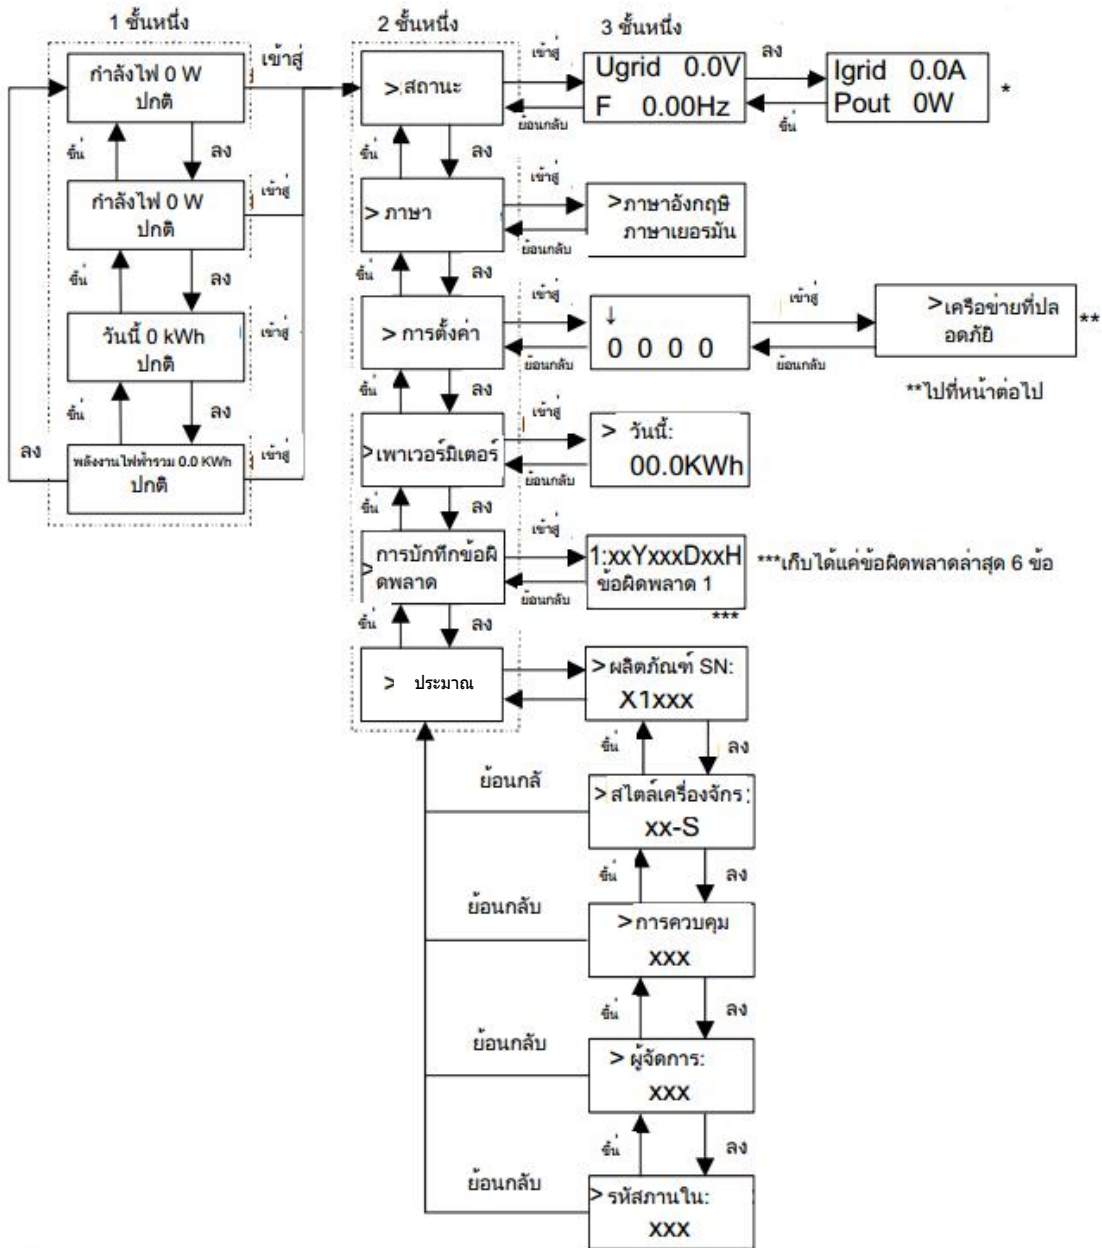 1 ชั้นหนึ่ง
2 ชั้นหนึ่ง
3 ชั้นหนึ่ง
กำลังไฟ 0 W
ปกติ
เข้าสู่
>สถานะ
เข้าสู่
ย้อนกลับ
Ugrid 0.0V
F 0.00Hz
ลง
ขึ้น
Igrid 0.0A
Pout 0W
*
ขึ้น
ลง
ขึ้น
ลง
กำลังไฟ 0 W
ปกติ
เข้าสู่
> ภาษา
เข้าสู่
ย้อนกลับ
>ภาษาอังกฤษิ
ภาษาเยอรมัน
ขึ้น
ลง
ขึ้น
ลง
วันนี้ 0 kWh
ปกติ
เข้าสู่
> การตั้งค่า
เข้าสู่
ย้อนกลับ
↓
0 0 0 0
เข้าสู่
ย้อนกลับ
>เครือข่ายที่ปล
อดภัยิ
**
**ไปที่หน้าต่อไป
ขึ้น
ลง
ขึ้น
ลง
ลง
พลังงานไฟฟ้ารวม 0.0 KWh
ปกติ
เข้าสู่
>เพาเวอร์มิเตอร์
เข้าสู่
ย้อนกลับ
> วันนี้:
00.0KWh
ขึ้น
ลง
>การบักทึกข้อผิ
ดพลาด
เข้าสู่
ย้อนกลับ
1:xxYxxxDxxH
ข้อผิดพลาด 1
***เก็บได้แค่ข้อผิดพลาดล่าสุด 6 ข้อ
***
ขึ้น
ลง
> ประมาณ
>ผลิตภัณฑ์ SN:
X1xxx
ขึ้น
ลง
ย้อนกลั
>สไตล์เครื่องจักร:
xx-S
ขึ้น
ลง
ย้อนกลับ
>การควบคุม
xxx
ขึ้น
ลง
ย้อนกลับ
> ผู้จัดการ:
xxx
ขึ้น
ลง
ย้อนกลับ
>รหัสภานใน:
xxx